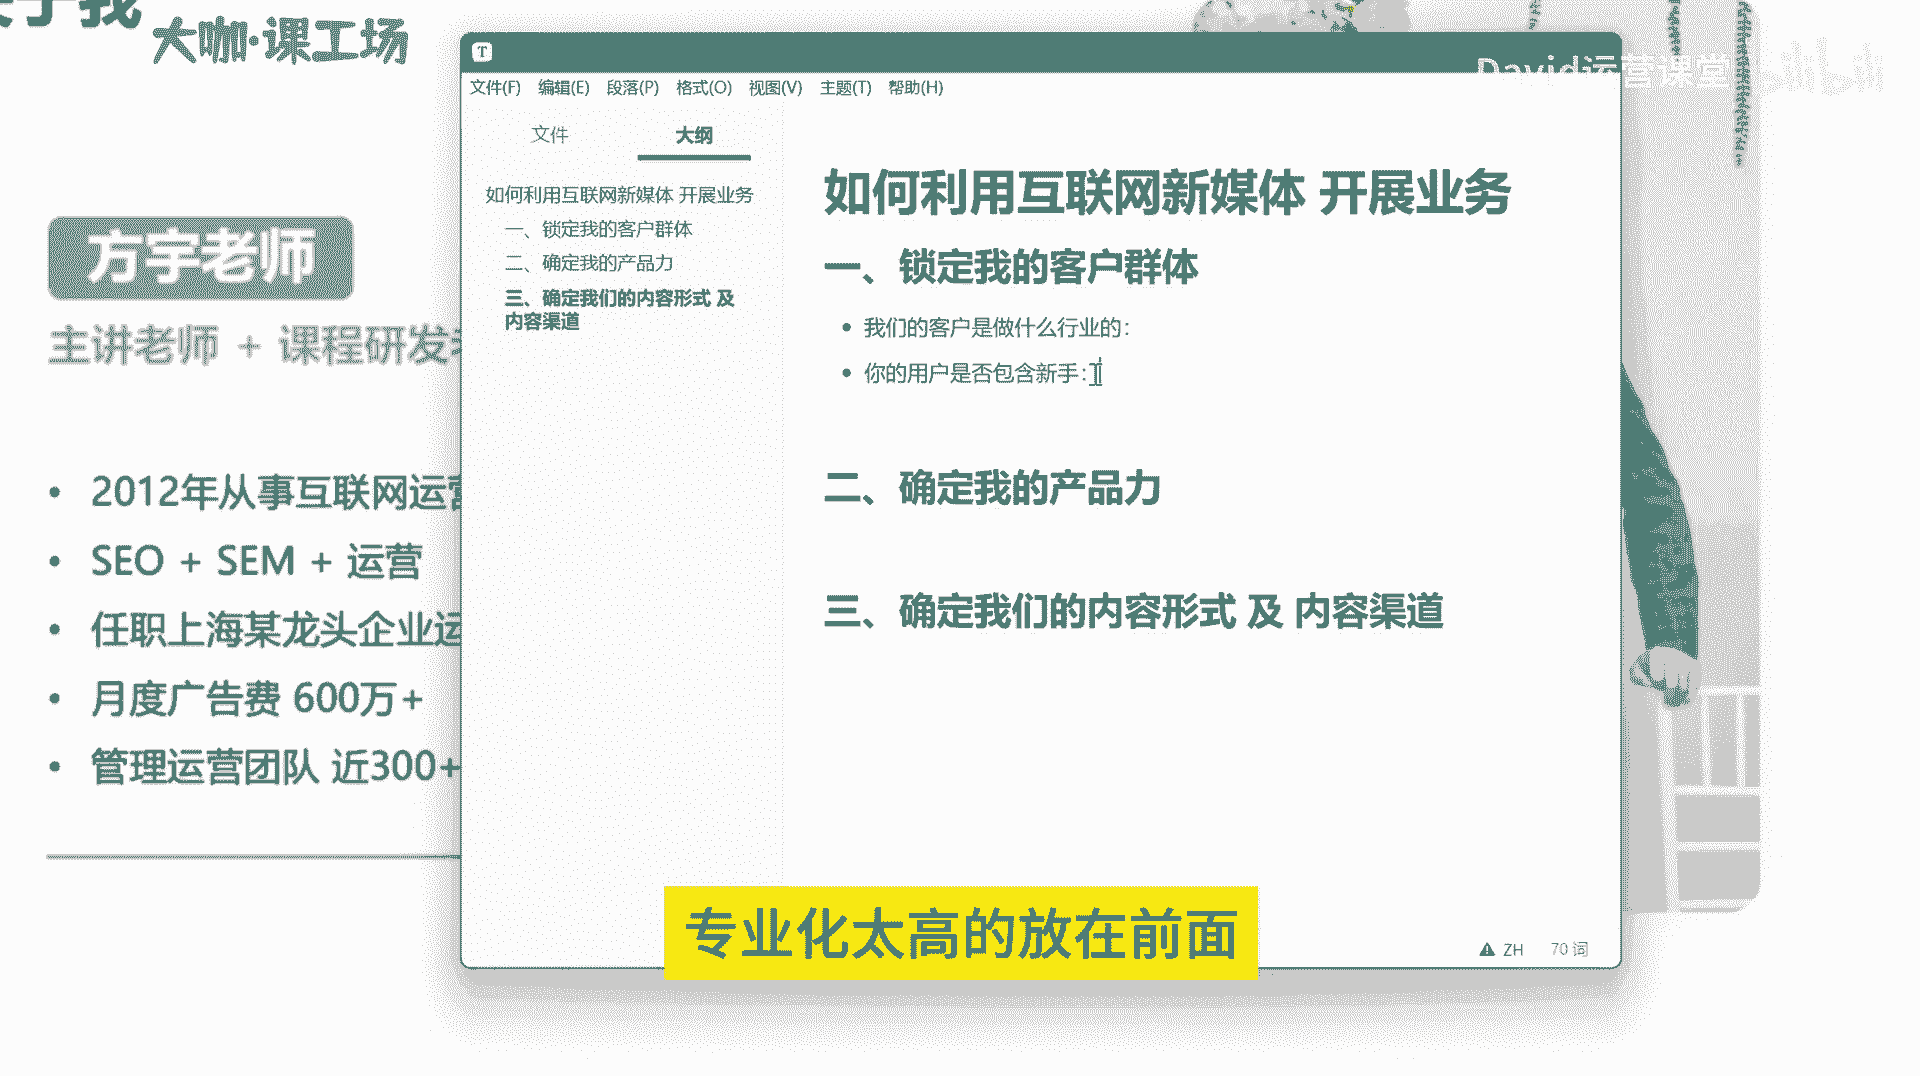 大咖·课工场
方宇老师
主讲老师 + 课程研发
• 2012年从事互联网运营
• SEO + SEM + 运营
• 任职上海某龙头企业运
• 月度广告费 600万+
• 管理运营团队 近300+
T
文件(F) 编辑(E) 段落(P) 格式(O) 视图(V) 主题(T) 帮助(H)
文件 大纲
如何利用互联网新媒体 开展业务
一、锁定我的客户群体
二、确定我的产品力
三、确定我们的内容形式 及
内容渠道
如何利用互联网新媒体 开展业务
一、锁定我的客户群体
• 我们的客户是做什么行业的：
• 你的用户是否包含新手：
二、确定我的产品力
三、确定我们的内容形式 及 内容渠道
ZH 70 词
David运营课堂 bilibili
专业化太高的放在前面